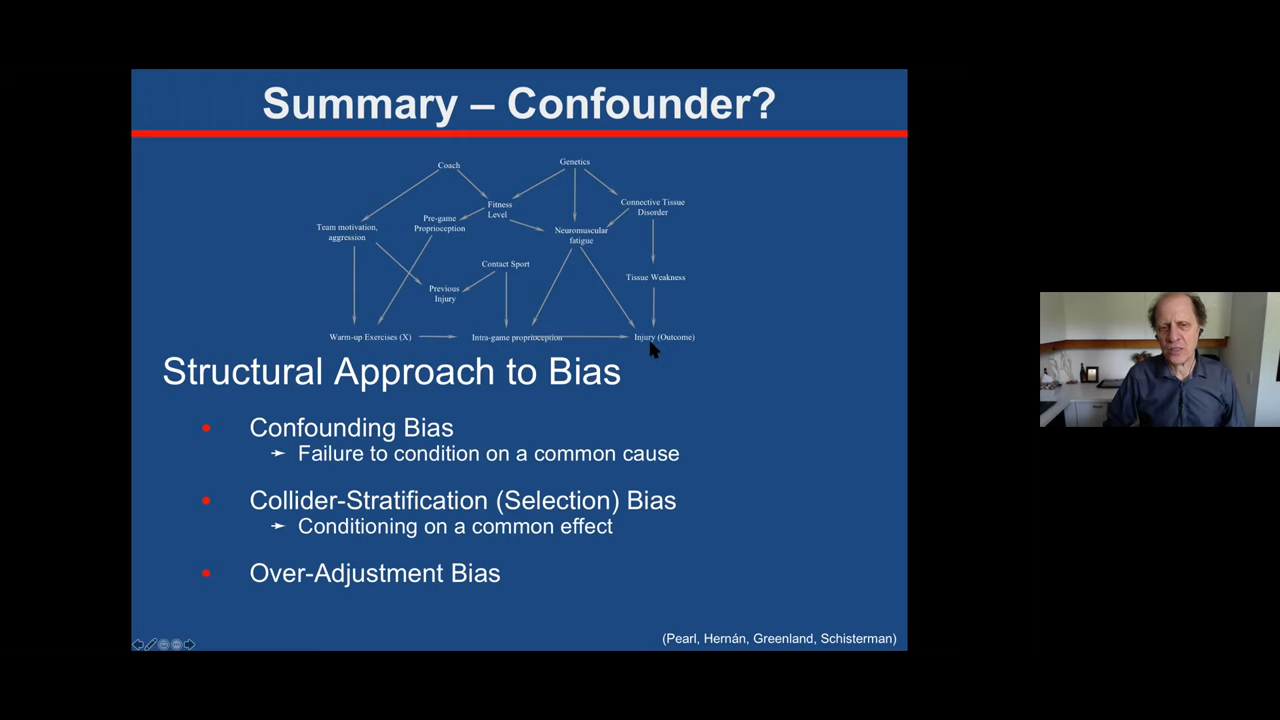 Summary – Confounder?
Coach
Genetics
Fitness
Level
Connective Tissue
Disorder
Pre-game
Proprioception
Team motivation,
aggression
Neuromuscular
fatigue
Contact Sport
Tissue Weakness
Previous
Injury
Warm-up Exercises (X)
Intra-game proprioception
Injury (Outcome)
Structural Approach to Bias
• Confounding Bias
Failure to condition on a common cause
• Collider-Stratification (Selection) Bias
Conditioning on a common effect
• Over-Adjustment Bias
(Pearl, Hernán, Greenland, Schisterman)